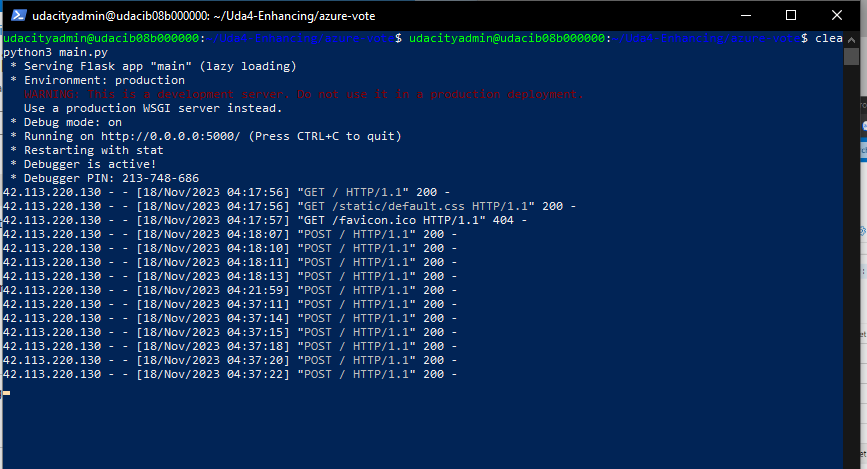 udacityadmin@udacib08b000000: ~/Uda4-Enhancing/azure-vote
udacityadmin@udacib08b000000:~/Uda4-Enhancing/azure-vote$ udacityadmin@udacib08b000000:~/Uda4-Enhancing/azure-vote$ clea
python3 main.py
 * Serving Flask app "main" (lazy loading)
 * Environment: production
   WARNING: This is a development server. Do not use it in a production deployment.
   Use a production WSGI server instead.
 * Debug mode: on
 * Running on http://0.0.0.0:5000/ (Press CTRL+C to quit)
 * Restarting with stat
 * Debugger is active!
 * Debugger PIN: 213-748-686
42.113.220.130 - - [18/Nov/2023 04:17:56] "GET / HTTP/1.1" 200 -
42.113.220.130 - - [18/Nov/2023 04:17:56] "GET /static/default.css HTTP/1.1" 200 -
42.113.220.130 - - [18/Nov/2023 04:17:57] "GET /favicon.ico HTTP/1.1" 404 -
42.113.220.130 - - [18/Nov/2023 04:18:07] "POST / HTTP/1.1" 200 -
42.113.220.130 - - [18/Nov/2023 04:18:10] "POST / HTTP/1.1" 200 -
42.113.220.130 - - [18/Nov/2023 04:18:11] "POST / HTTP/1.1" 200 -
42.113.220.130 - - [18/Nov/2023 04:18:13] "POST / HTTP/1.1" 200 -
42.113.220.130 - - [18/Nov/2023 04:21:59] "POST / HTTP/1.1" 200 -
42.113.220.130 - - [18/Nov/2023 04:37:11] "POST / HTTP/1.1" 200 -
42.113.220.130 - - [18/Nov/2023 04:37:14] "POST / HTTP/1.1" 200 -
42.113.220.130 - - [18/Nov/2023 04:37:15] "POST / HTTP/1.1" 200 -
42.113.220.130 - - [18/Nov/2023 04:37:18] "POST / HTTP/1.1" 200 -
42.113.220.130 - - [18/Nov/2023 04:37:20] "POST / HTTP/1.1" 200 -
42.113.220.130 - - [18/Nov/2023 04:37:22] "POST / HTTP/1.1" 200 -